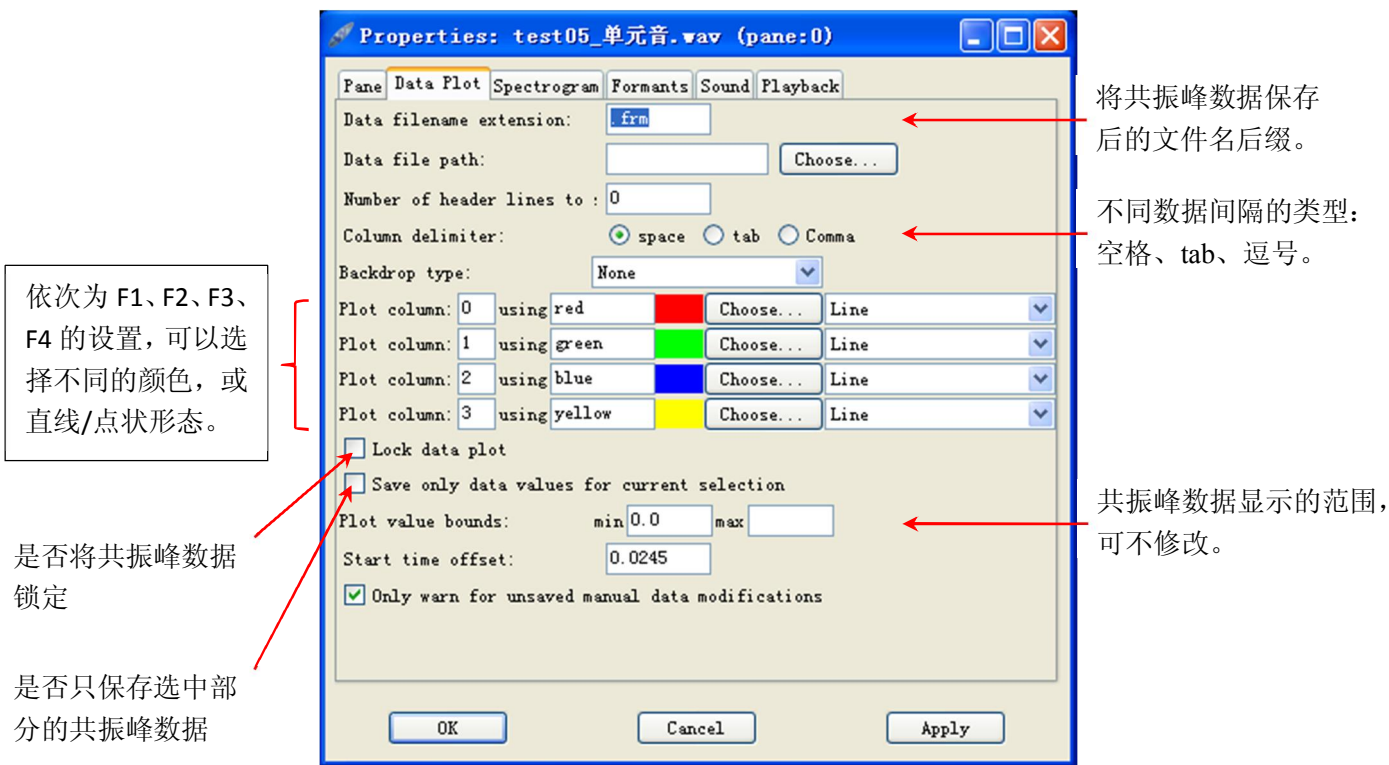 Properties: test05_单元音.wav (pane:0)
Pane Data Plot Spectrogram Formants Sound Playback
Data filename extension: .frm
Data file path: Choose...
Number of header lines to : 0
Column delimiter: space tab Comma
Backdrop type: None
Plot column: 0 using red Choose... Line
Plot column: 1 using green Choose... Line
Plot column: 2 using blue Choose... Line
Plot column: 3 using yellow Choose... Line
Lock data plot
Save only data values for current selection
Plot value bounds: min 0.0 max
Start time offset: 0.0245
Only warn for unsaved manual data modifications
OK Cancel Apply
将共振峰数据保存
后的文件名后缀。
不同数据间隔的类型：
空格、tab、逗号。
依次为 F1、F2、F3、
F4 的设置，可以选
择不同的颜色，或
直线/点状形态。
共振峰数据显示的范围，
可不修改。
是否将共振峰数据
锁定
是否只保存选中部
分的共振峰数据